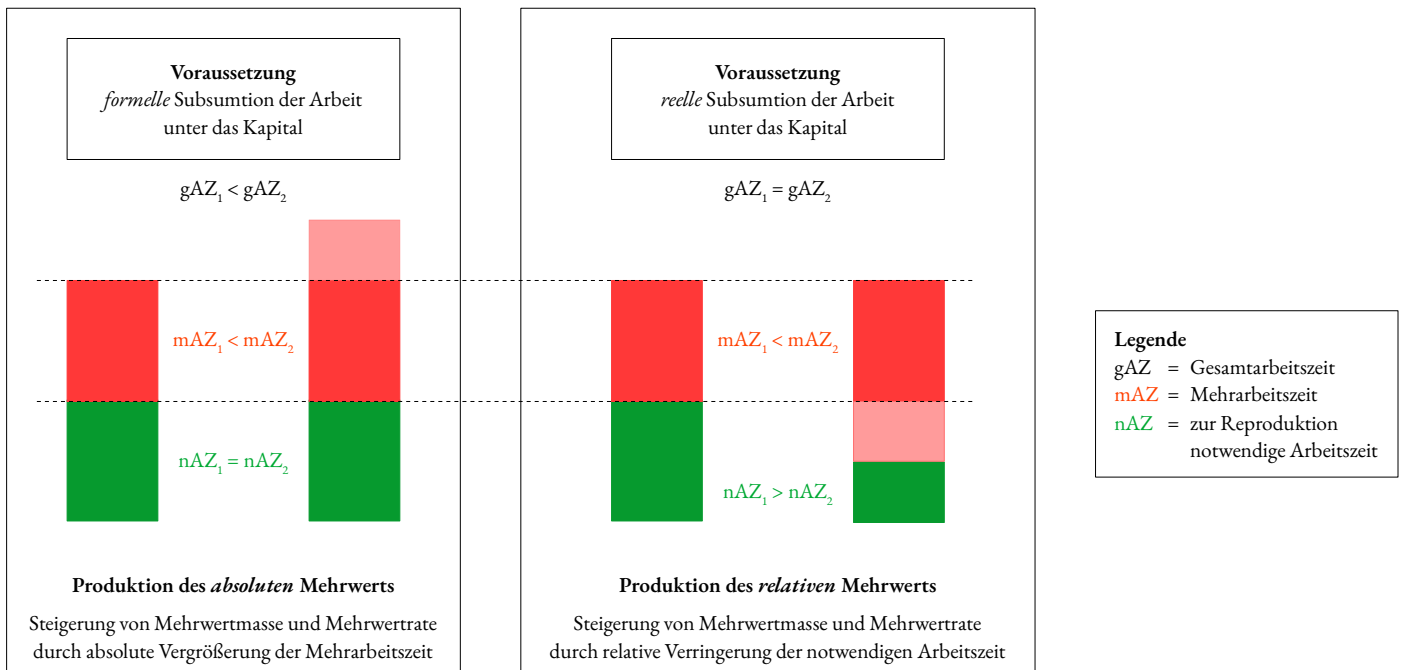 Voraussetzung
formelle Subsumtion der Arbeit
unter das Kapital
gAZ₁ < gAZ₂
mAZ₁ < mAZ₂
nAZ₁ = nAZ₂
Produktion des absoluten Mehrwerts
Steigerung von Mehrwertmasse und Mehrwertrate
durch absolute Vergrößerung der Mehrarbeitszeit
Voraussetzung
reelle Subsumtion der Arbeit
unter das Kapital
gAZ₁ = gAZ₂
mAZ₁ < mAZ₂
nAZ₁ > nAZ₂
Produktion des relativen Mehrwerts
Steigerung von Mehrwertmasse und Mehrwertrate
durch relative Verringerung der notwendigen Arbeitszeit
Legende
gAZ = Gesamtarbeitszeit
mAZ = Mehrarbeitszeit
nAZ = zur Reproduktion
notwendige Arbeitszeit